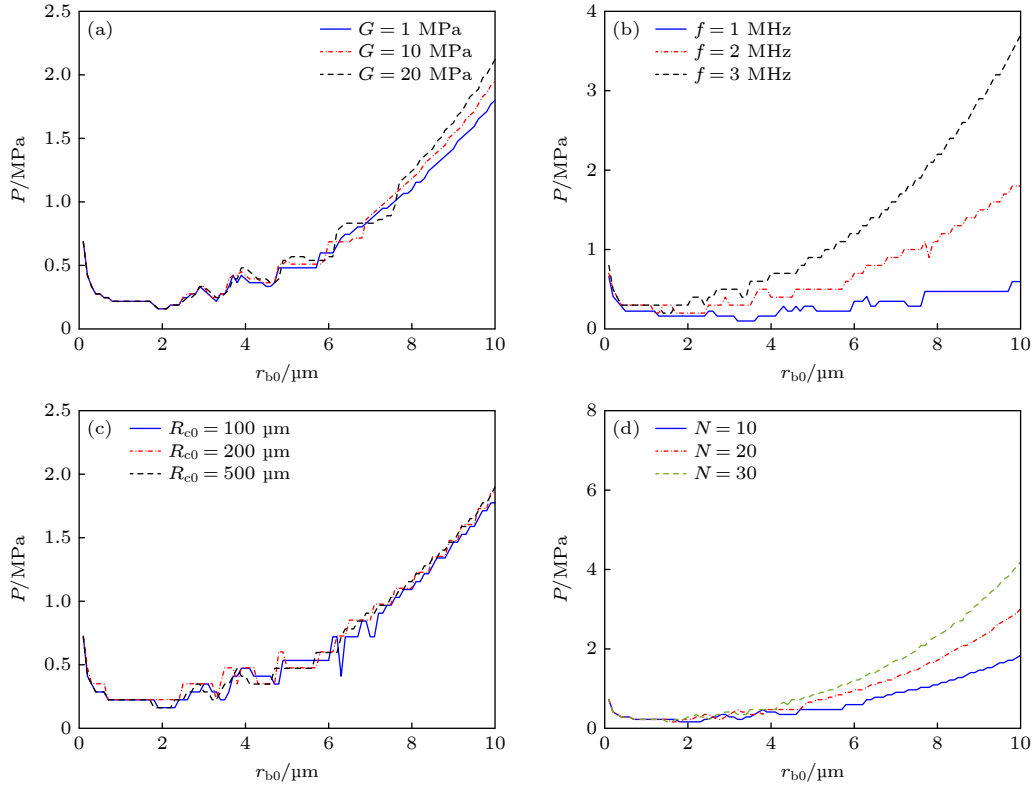 (a)
G = 1 MPa
G = 10 MPa
G = 20 MPa
2.5
2.0
1.5
1.0
0.5
0
P/MPa
0 2 4 6 8 10
r_b0/µm
(b)
f = 1 MHz
f = 2 MHz
f = 3 MHz
4
3
2
1
0
P/MPa
0 2 4 6 8 10
r_b0/µm
(c)
R_c0 = 100 µm
R_c0 = 200 µm
R_c0 = 500 µm
2.5
2.0
1.5
1.0
0.5
0
P/MPa
0 2 4 6 8 10
r_b0/µm
(d)
N = 10
N = 20
N = 30
8
6
4
2
0
P/MPa
0 2 4 6 8 10
r_b0/µm